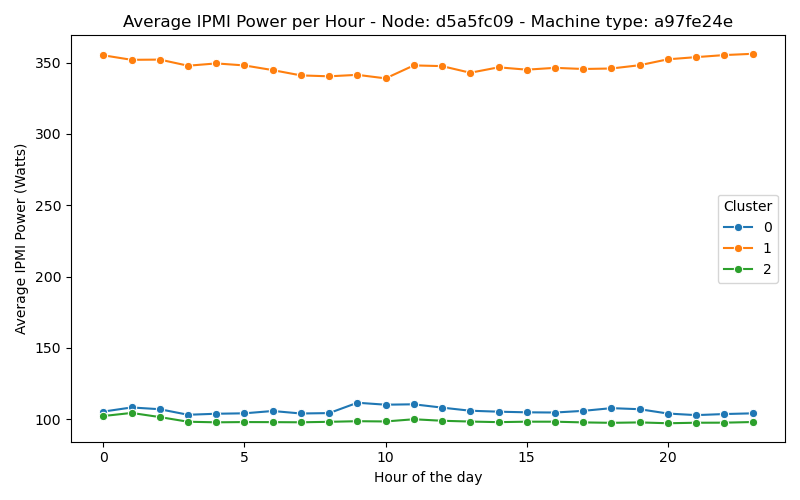 Average IPMI Power per Hour - Node: d5a5fc09 - Machine type: a97fe24e
Average IPMI Power (Watts)
350
300
250
200
150
100
Cluster
0
1
2
0 5 10 15 20
Hour of the day